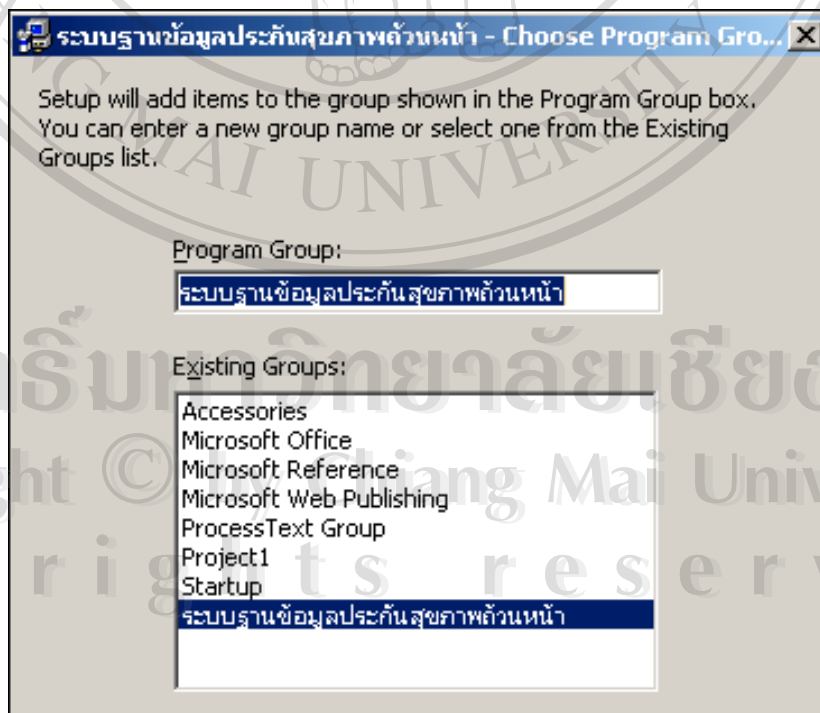 ระบบฐานข้อมูลประกันสุขภาพถ้วนหน้า - Choose Program Gro...
Setup will add items to the group shown in the Program Group box.
You can enter a new group name or select one from the Existing
Groups list.
MAI UNIVERSITY
Program Group:
ระบบฐานข้อมูลประกันสุขภาพถ้วนหน้า
Existing Groups:
Accessories
Microsoft Office
Microsoft Reference
Microsoft Web Publishing
ProcessText Group
Project1
Startup
ระบบฐานข้อมูลประกันสุขภาพถ้วนหน้า
© by Chiang Mai
rights